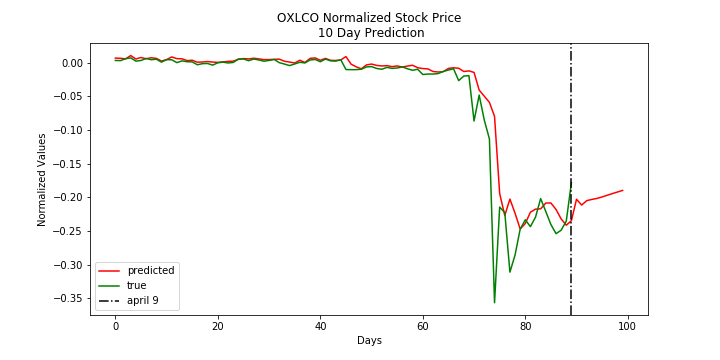 OXLCO Normalized Stock Price
10 Day Prediction
Normalized Values
0.00
−0.05
−0.10
−0.15
−0.20
−0.25
−0.30
−0.35
predicted
true
april 9
0 20 40 60 80 100
Days